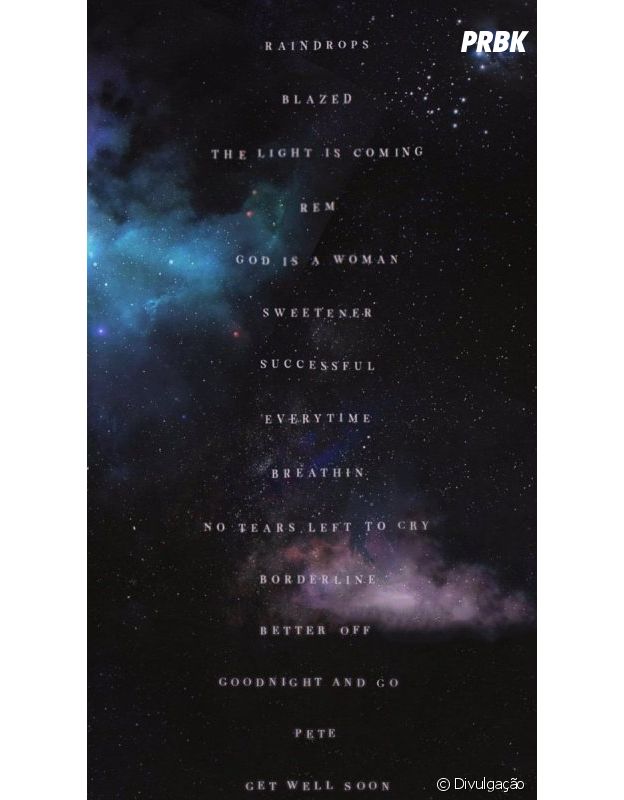 PRBK
RAINDROPS
BLAZED
THE LIGHT IS COMING
REM
GOD IS A WOMAN
SWEETENER
SUCCESSFUL
EVERYTIME
BREATHIN
NO TEARS LEFT TO CRY
BORDERLINE
BETTER OFF
GOODNIGHT AND GO
PETE
GET WELL SOON
© Divulgação